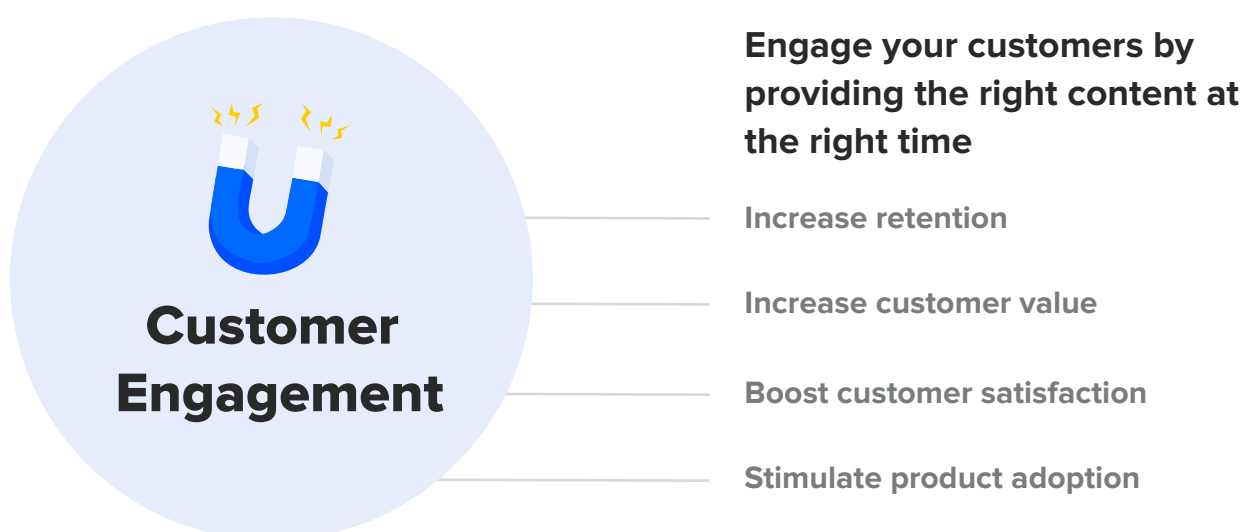 Customer
Engagement
Engage your customers by
providing the right content at
the right time
Increase retention
Increase customer value
Boost customer satisfaction
Stimulate product adoption